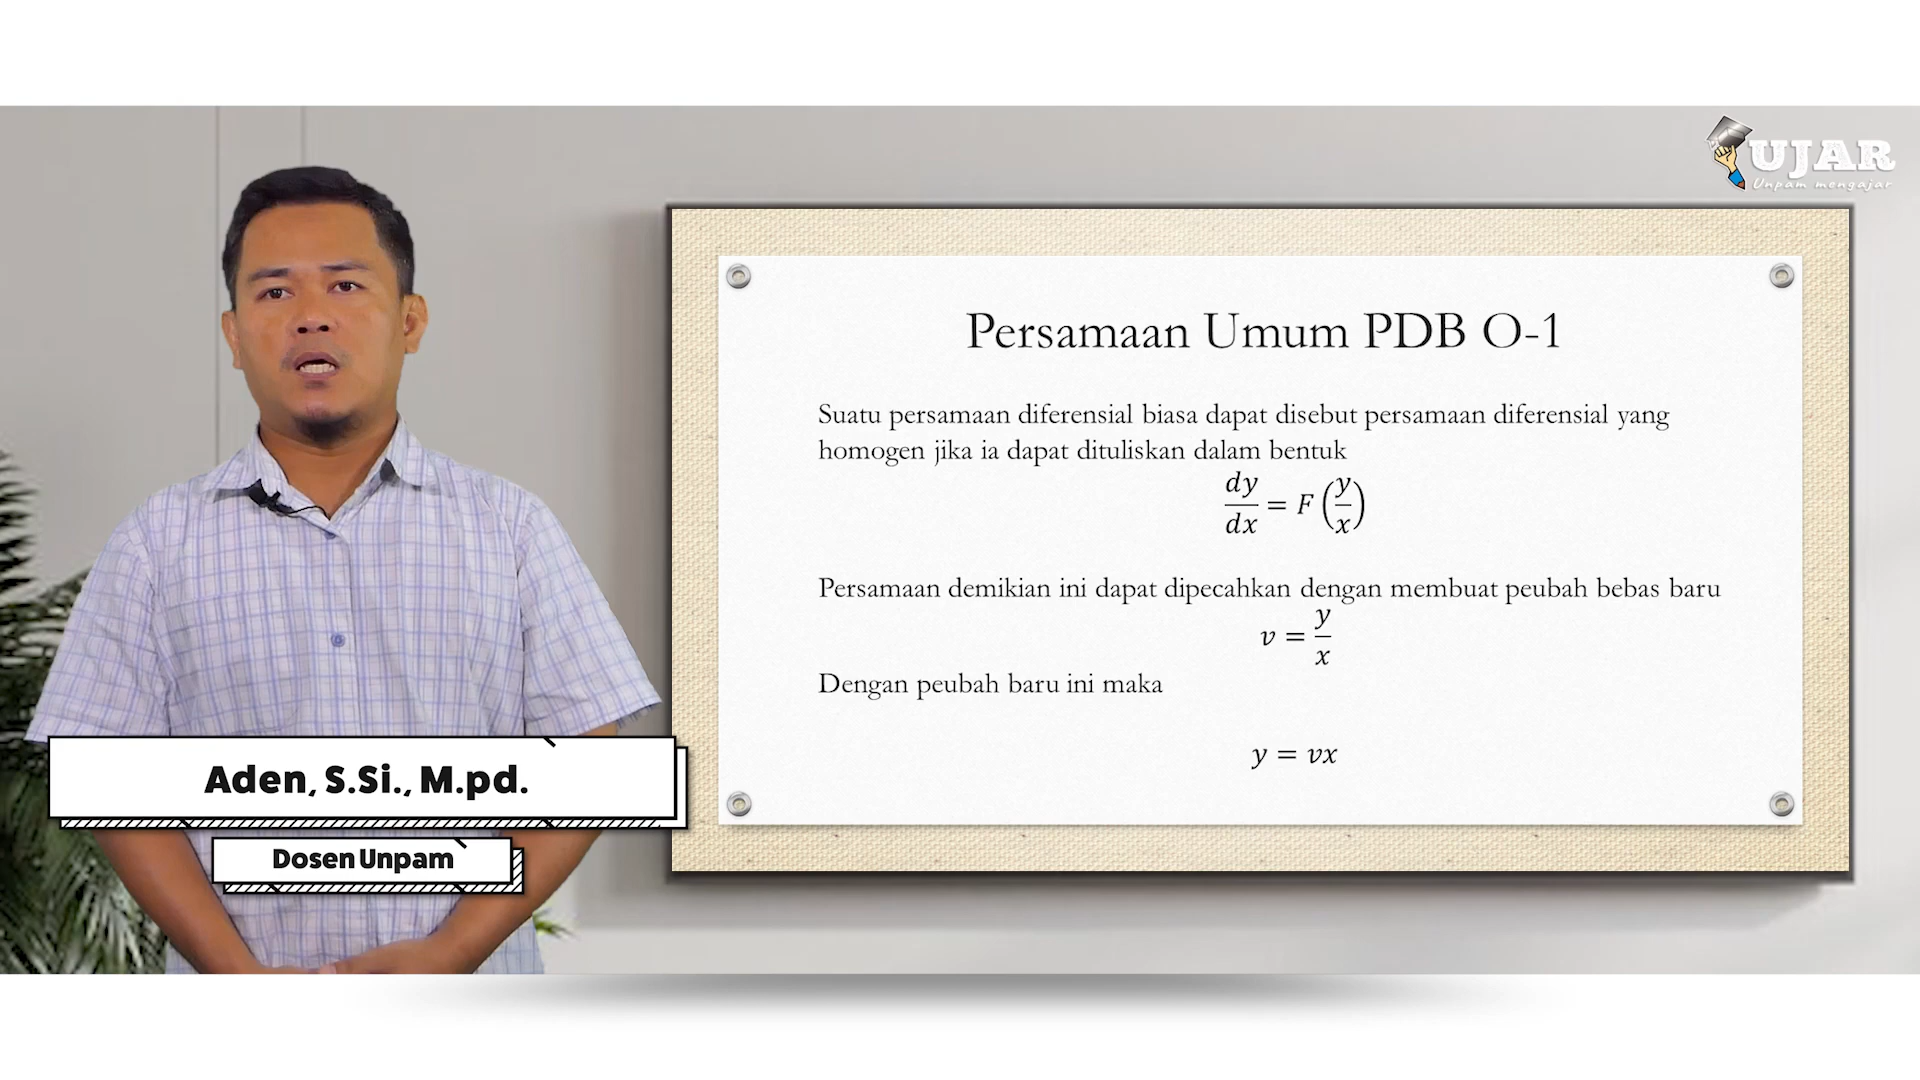 UJAR
Unpam mengajar
Persamaan Umum PDB O-1
Suatu persamaan diferensial biasa dapat disebut persamaan diferensial yang
homogen jika ia dapat dituliskan dalam bentuk
dy/dx = F(y/x)
Persamaan demikian ini dapat dipecahkan dengan membuat peubah bebas baru
v = y/x
Dengan peubah baru ini maka
y = vx
Aden, S.Si., M.pd.
Dosen Unpam